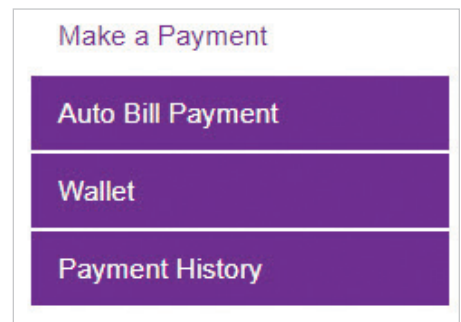 Make a Payment
Auto Bill Payment
Wallet
Payment History